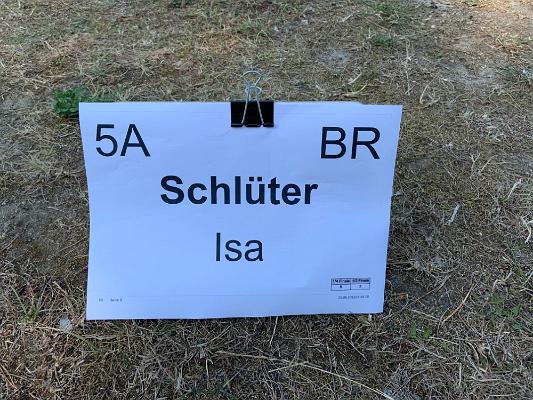 5A BR
Schlüter
Isa